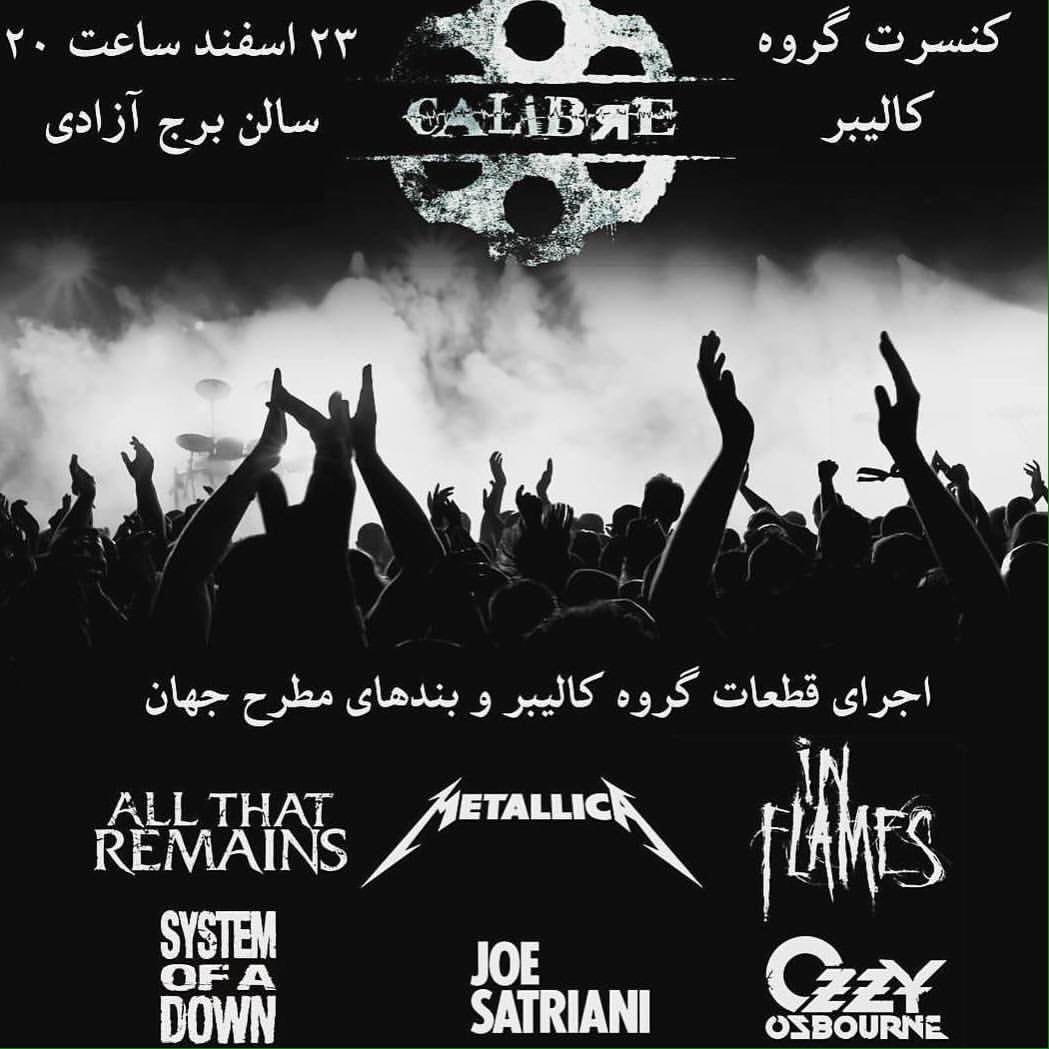 کنسرت گروه
کالیبر
CALIBRE
۲۳ اسفند ساعت ۲۰
سالن برج آزادی
اجرای قطعات گروه کالیبر و بندهای مطرح جهان
ALL THAT
REMAINS
METALLICA
IN
FLAMES
SYSTEM
OF A
DOWN
JOE
SATRIANI
OZZY
OSBOURNE